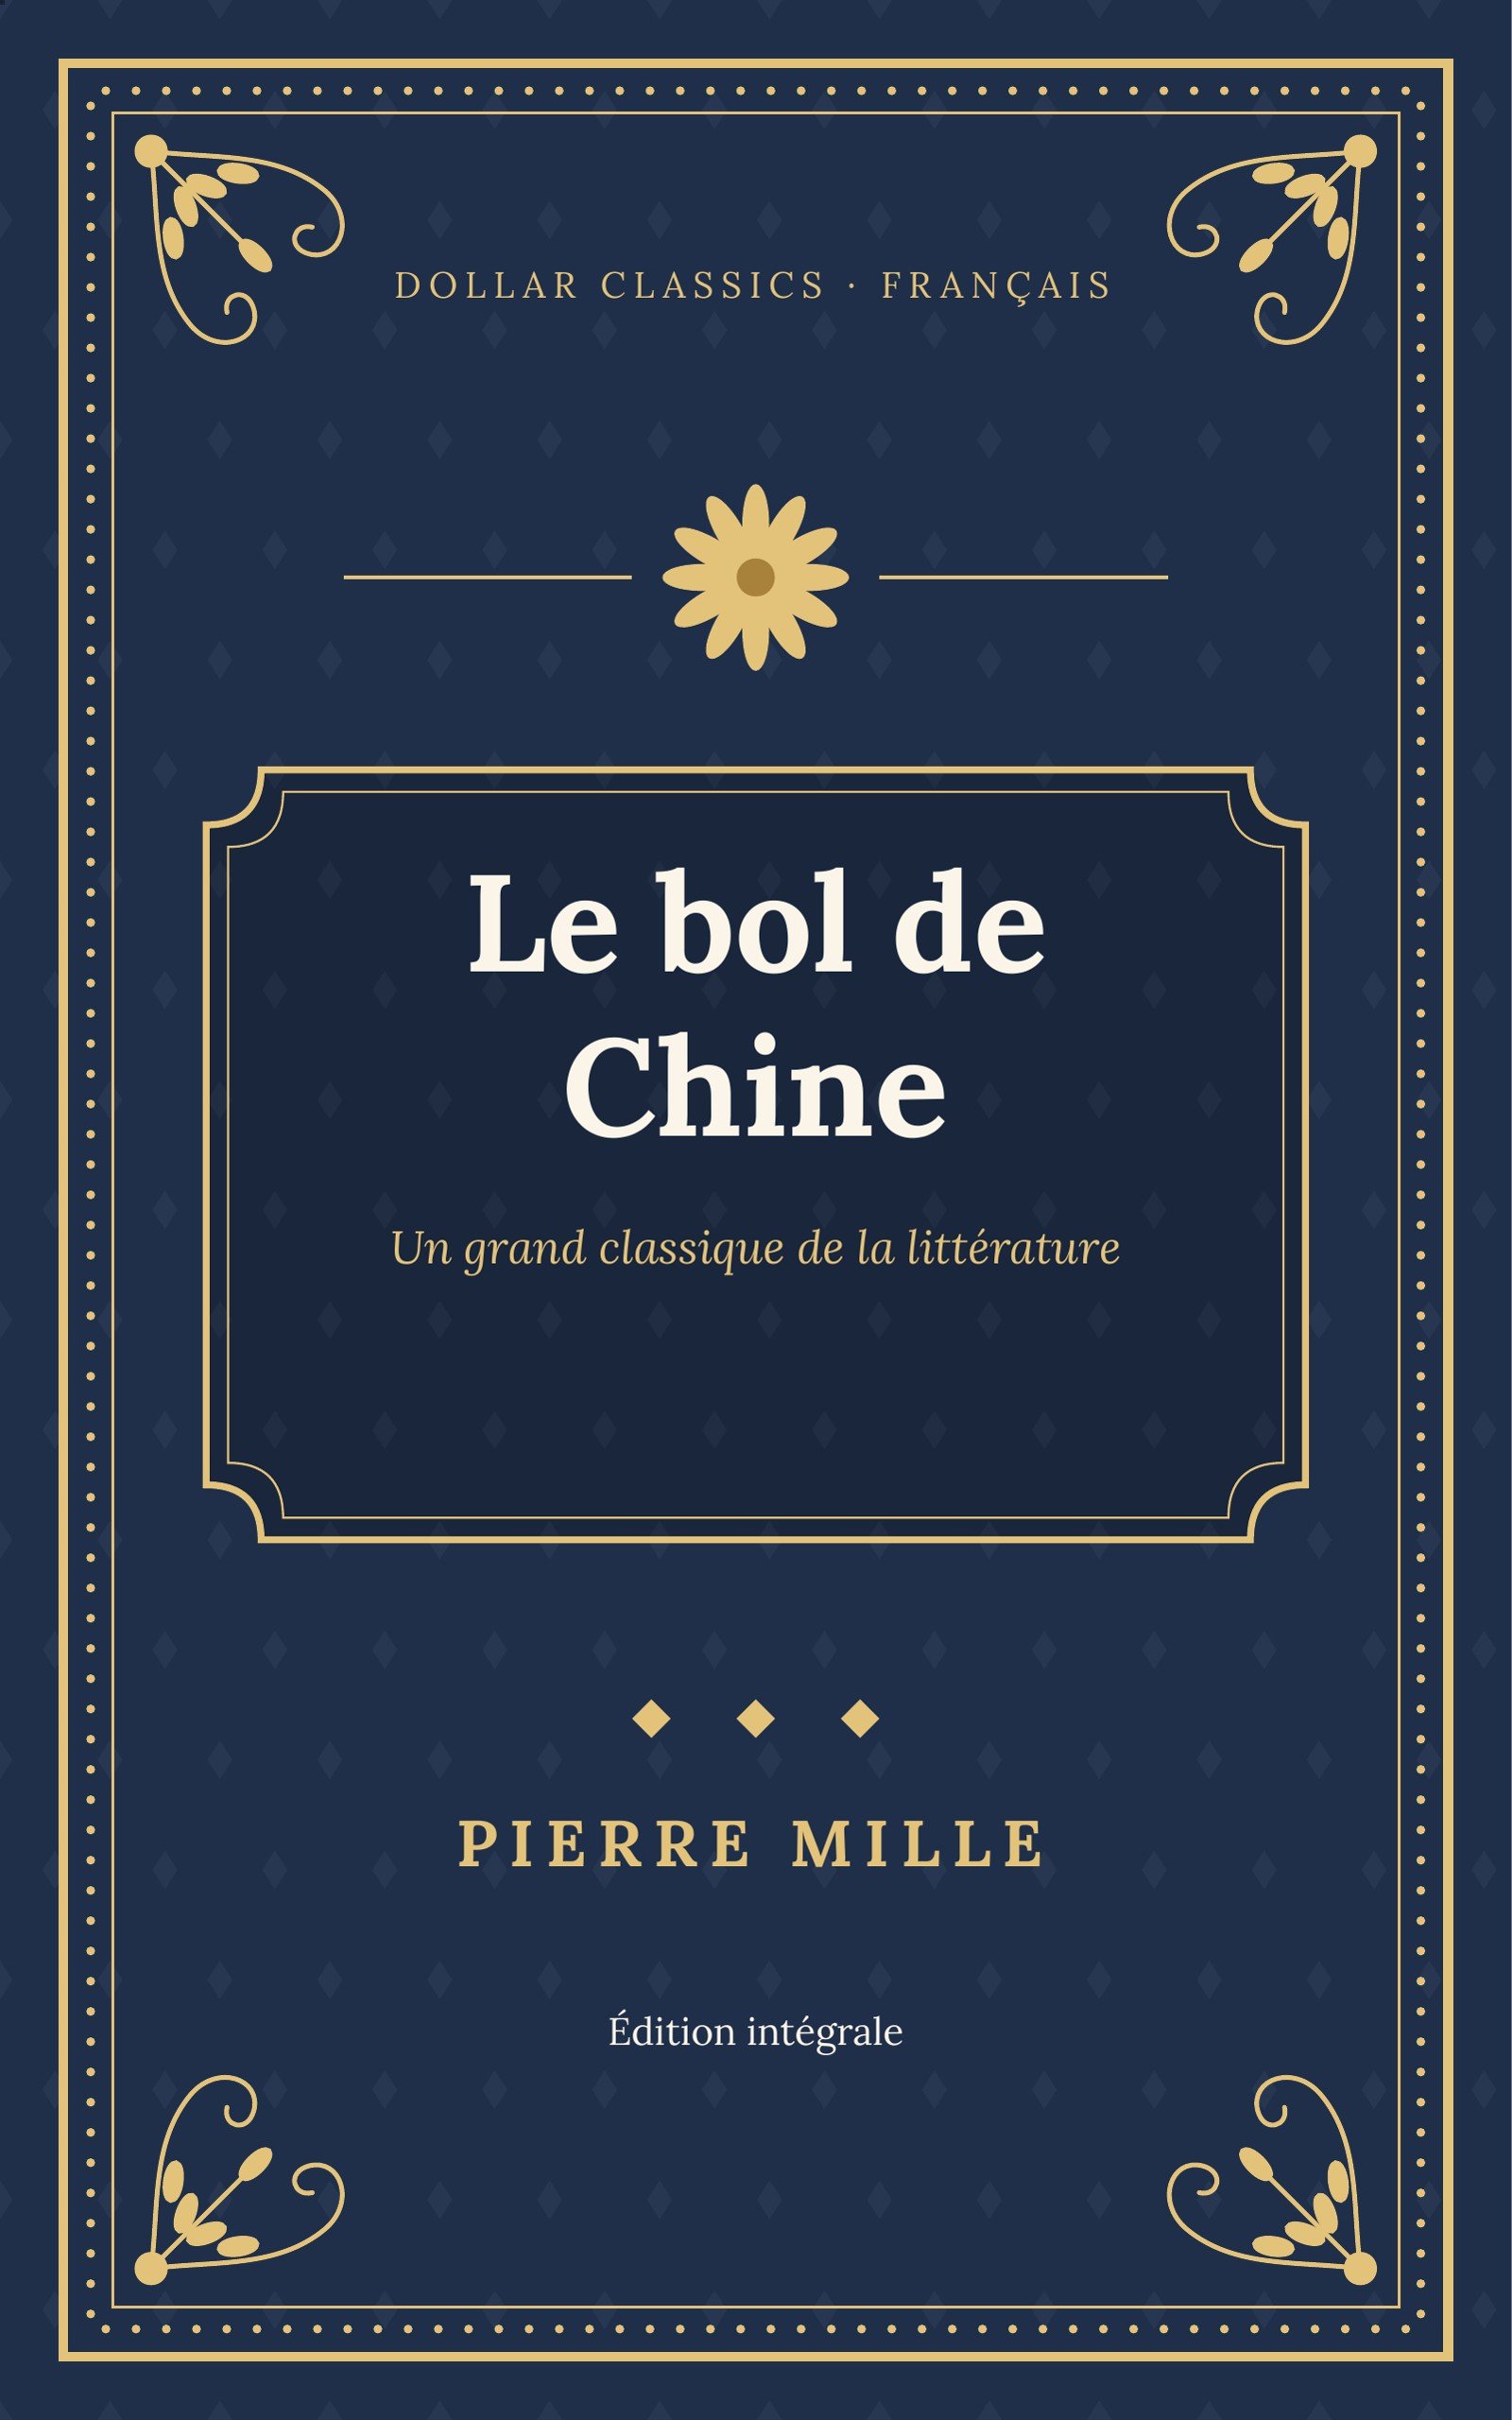 DOLLAR CLASSICS · FRANÇAIS
Le bol de
Chine
Un grand classique de la littérature
PIERRE MILLE
Édition intégrale